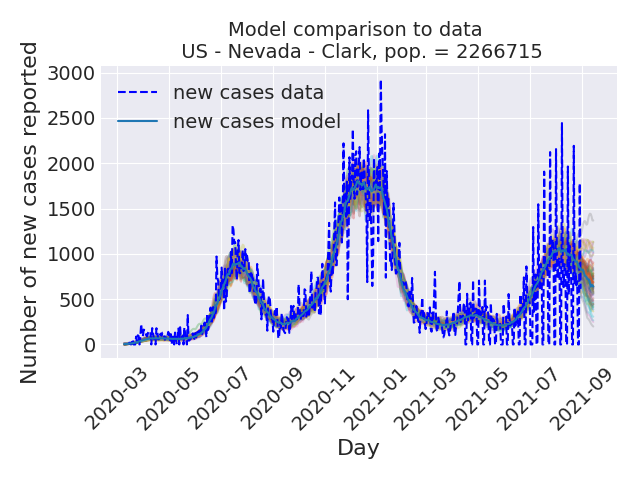 Model comparison to data
US - Nevada - Clark, pop. = 2266715
Number of new cases reported
3000
2500
2000
1500
1000
500
0
new cases data
new cases model
2020-03
2020-05
2020-07
2020-09
2020-11
2021-01
2021-03
2021-05
2021-07
2021-09
Day